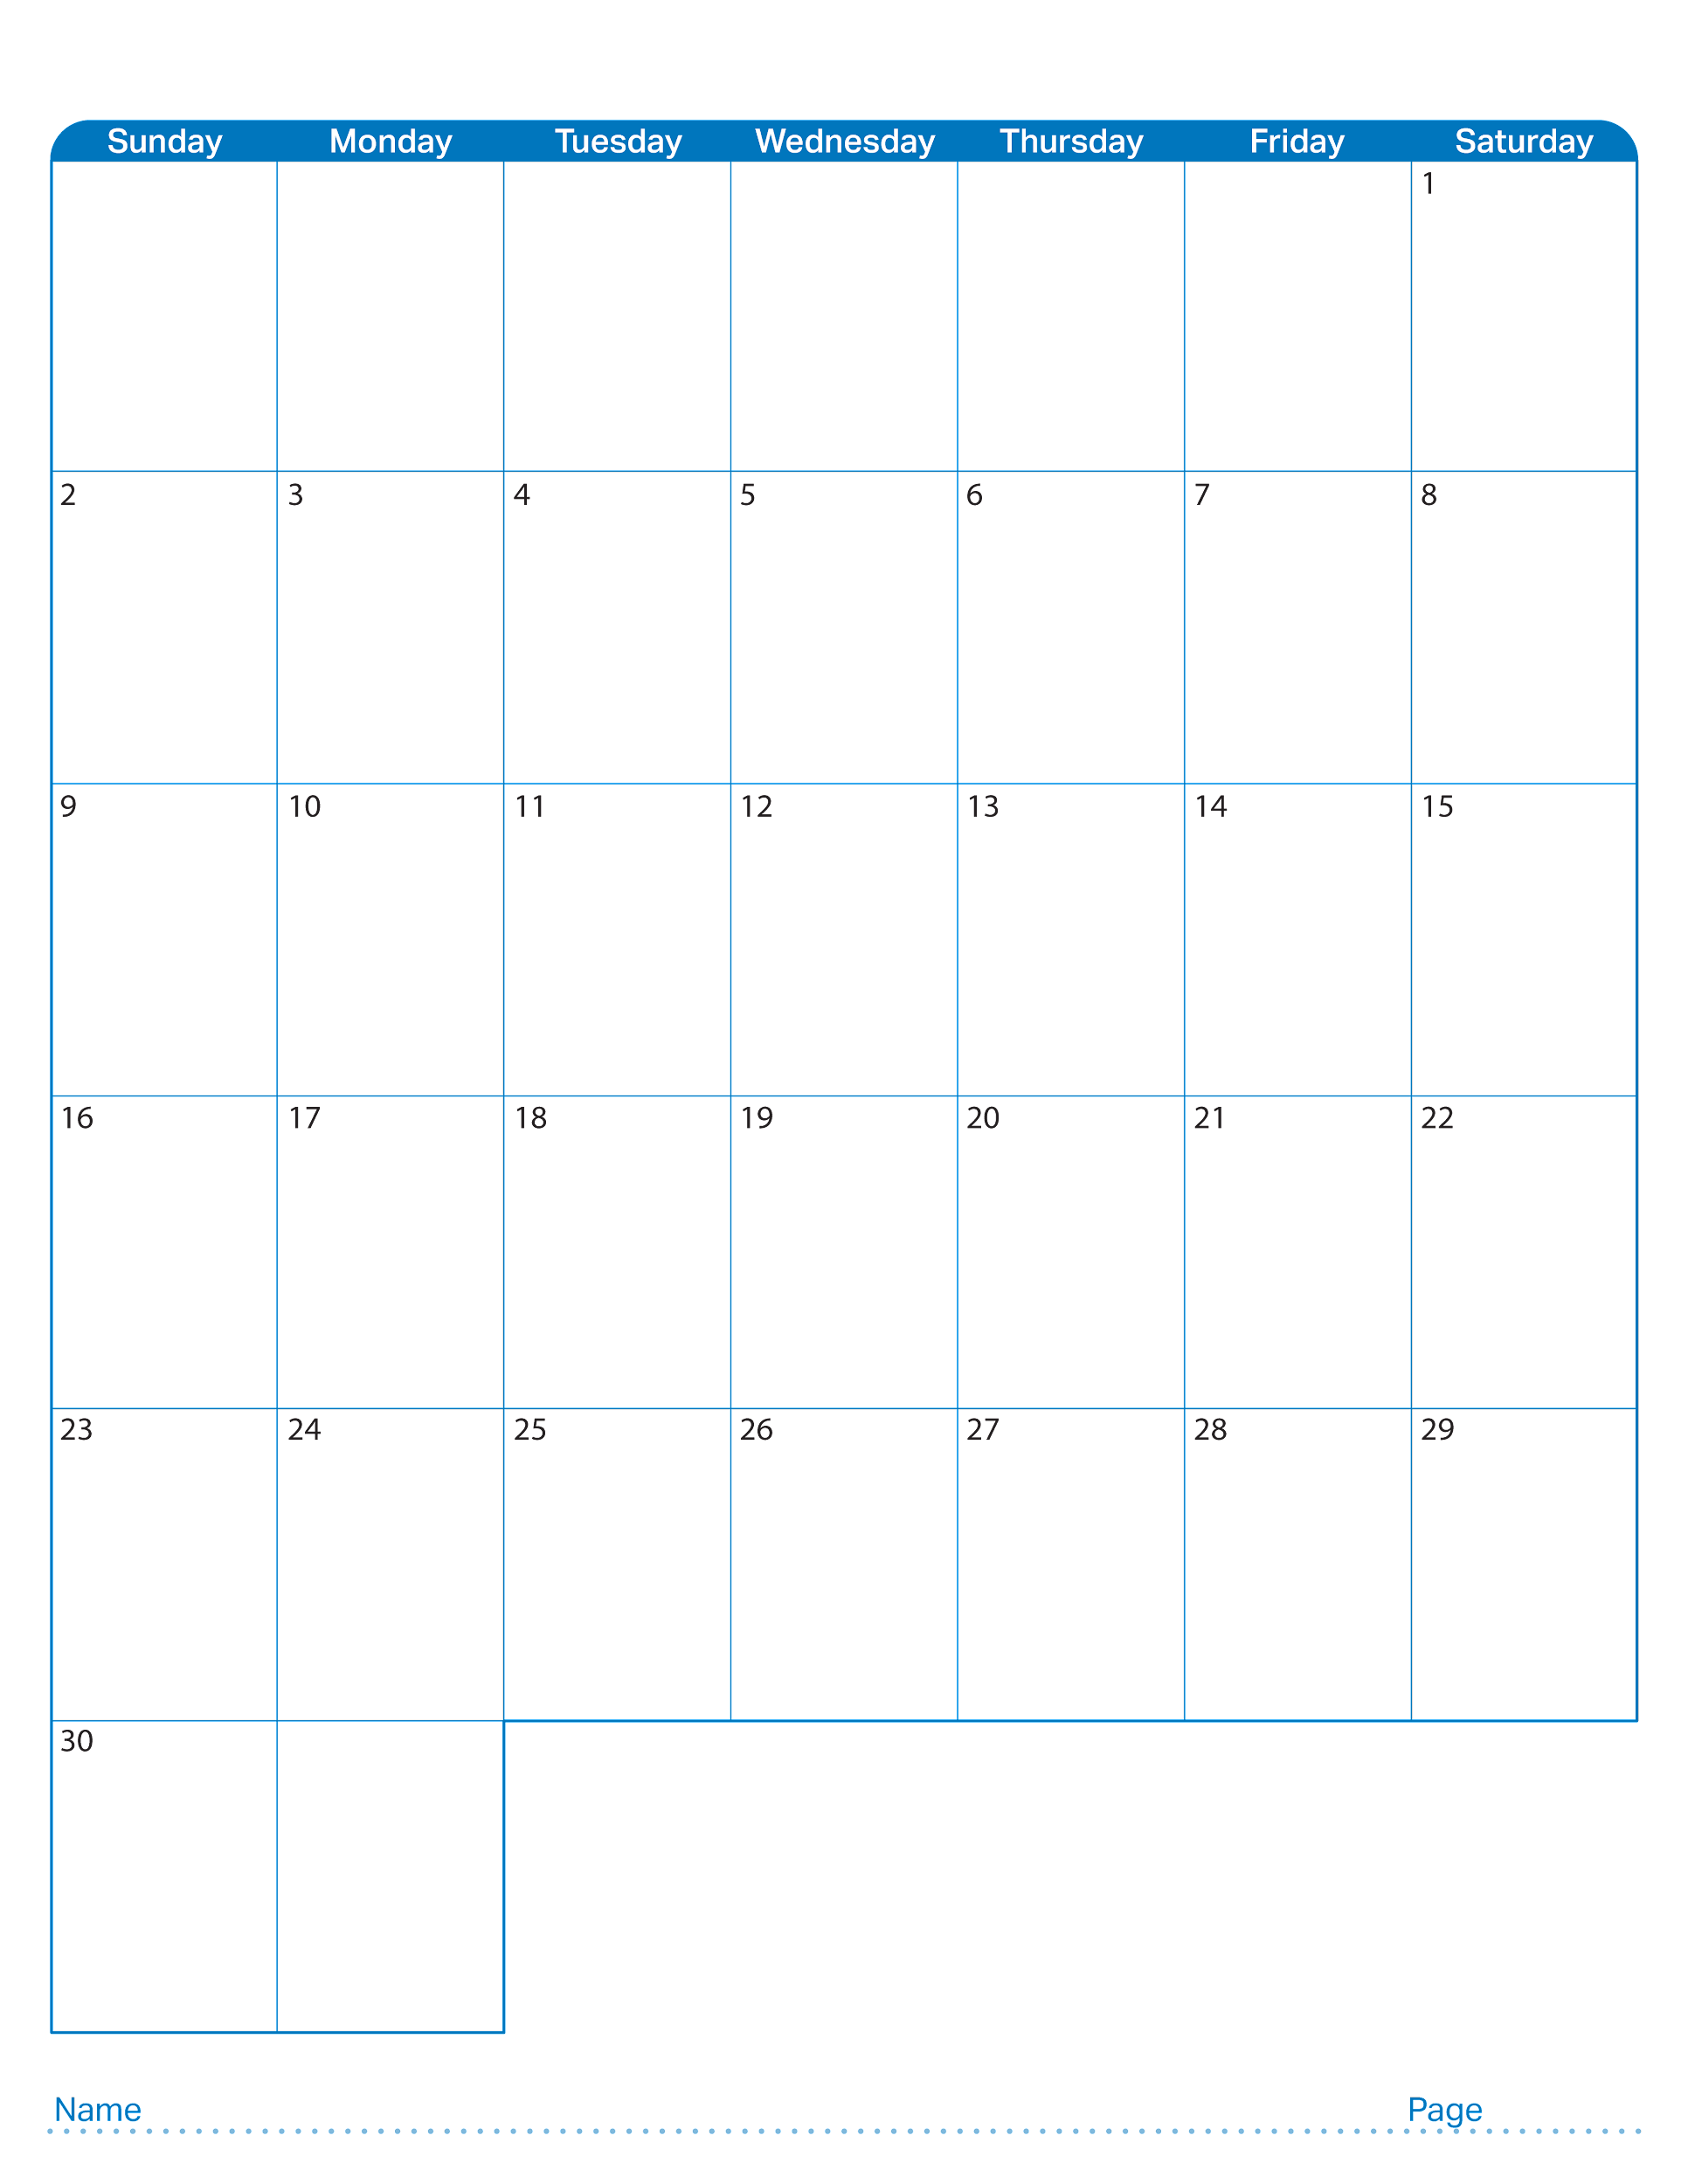 Sunday Monday Tuesday Wednesday Thursday Friday Saturday
1
2 3 4 5 6 7 8
9 10 11 12 13 14 15
16 17 18 19 20 21 22
23 24 25 26 27 28 29
30
Name Page